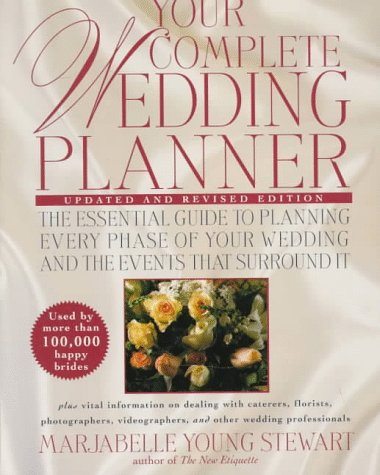 YOUR
COMPLETE
WEDDING
PLANNER
UPDATED AND REVISED EDITION
THE ESSENTIAL GUIDE TO PLANNING
EVERY PHASE OF YOUR WEDDING
AND THE EVENTS THAT SURROUND IT
Used by
more than
100,000
happy
brides
plus vital information on dealing with caterers, florists,
photographers, videographers, and other wedding professionals
MARJABELLE YOUNG STEWART
author of The New Etiquette